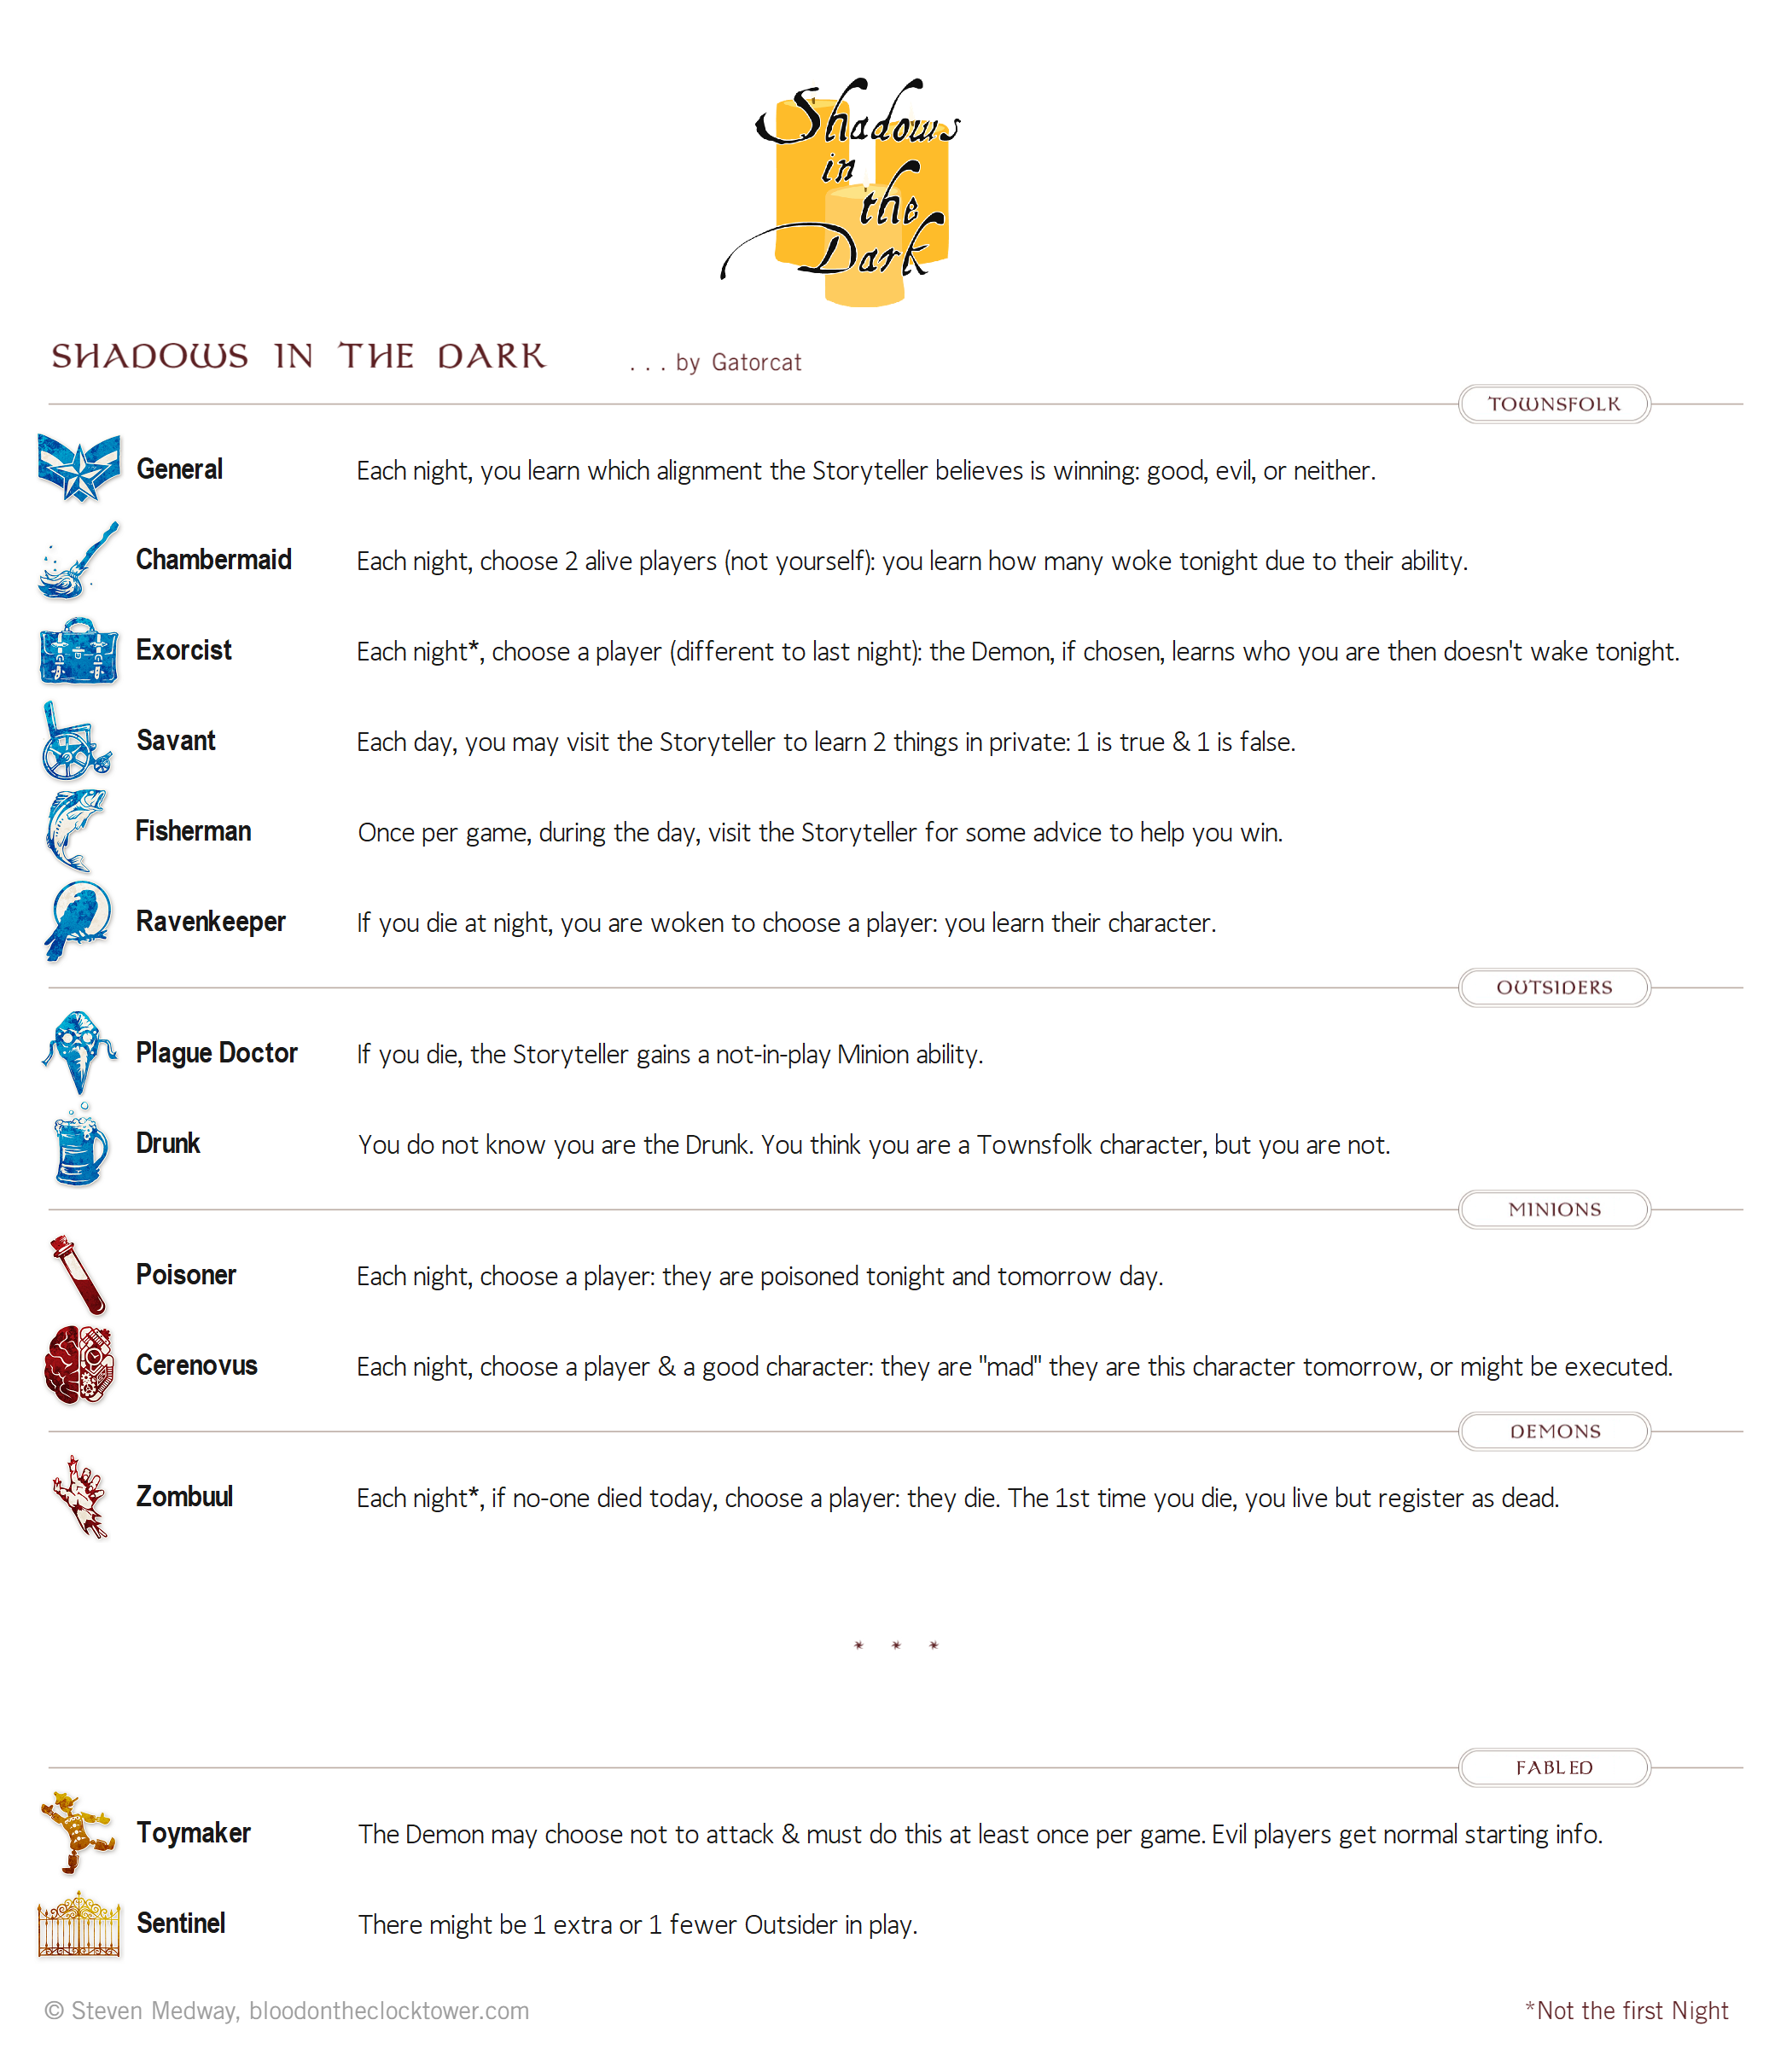 Shadows
in
the
Dark
SHADOWS IN THE DARK . . . by Gatorcat
TOWNSFOLK
General Each night, you learn which alignment the Storyteller believes is winning: good, evil, or neither.
Chambermaid Each night, choose 2 alive players (not yourself): you learn how many woke tonight due to their ability.
Exorcist Each night*, choose a player (different to last night): the Demon, if chosen, learns who you are then doesn't wake tonight.
Savant Each day, you may visit the Storyteller to learn 2 things in private: 1 is true & 1 is false.
Fisherman Once per game, during the day, visit the Storyteller for some advice to help you win.
Ravenkeeper If you die at night, you are woken to choose a player: you learn their character.
OUTSIDERS
Plague Doctor If you die, the Storyteller gains a not-in-play Minion ability.
Drunk You do not know you are the Drunk. You think you are a Townsfolk character, but you are not.
MINIONS
Poisoner Each night, choose a player: they are poisoned tonight and tomorrow day.
Cerenovus Each night, choose a player & a good character: they are "mad" they are this character tomorrow, or might be executed.
DEMONS
Zombuul Each night*, if no-one died today, choose a player: they die. The 1st time you die, you live but register as dead.
* * *
FABLED
Toymaker The Demon may choose not to attack & must do this at least once per game. Evil players get normal starting info.
Sentinel There might be 1 extra or 1 fewer Outsider in play.
© Steven Medway, bloodontheclocktower.com *Not the first Night